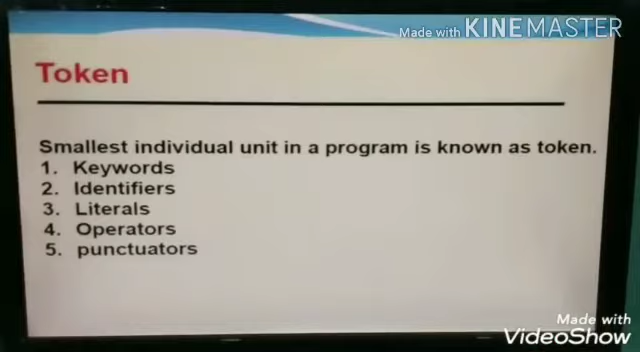 Made with KINEMASTER
Token
Smallest individual unit in a program is known as token.
1. Keywords
2. Identifiers
3. Literals
4. Operators
5. punctuators
Made with
VideoShow